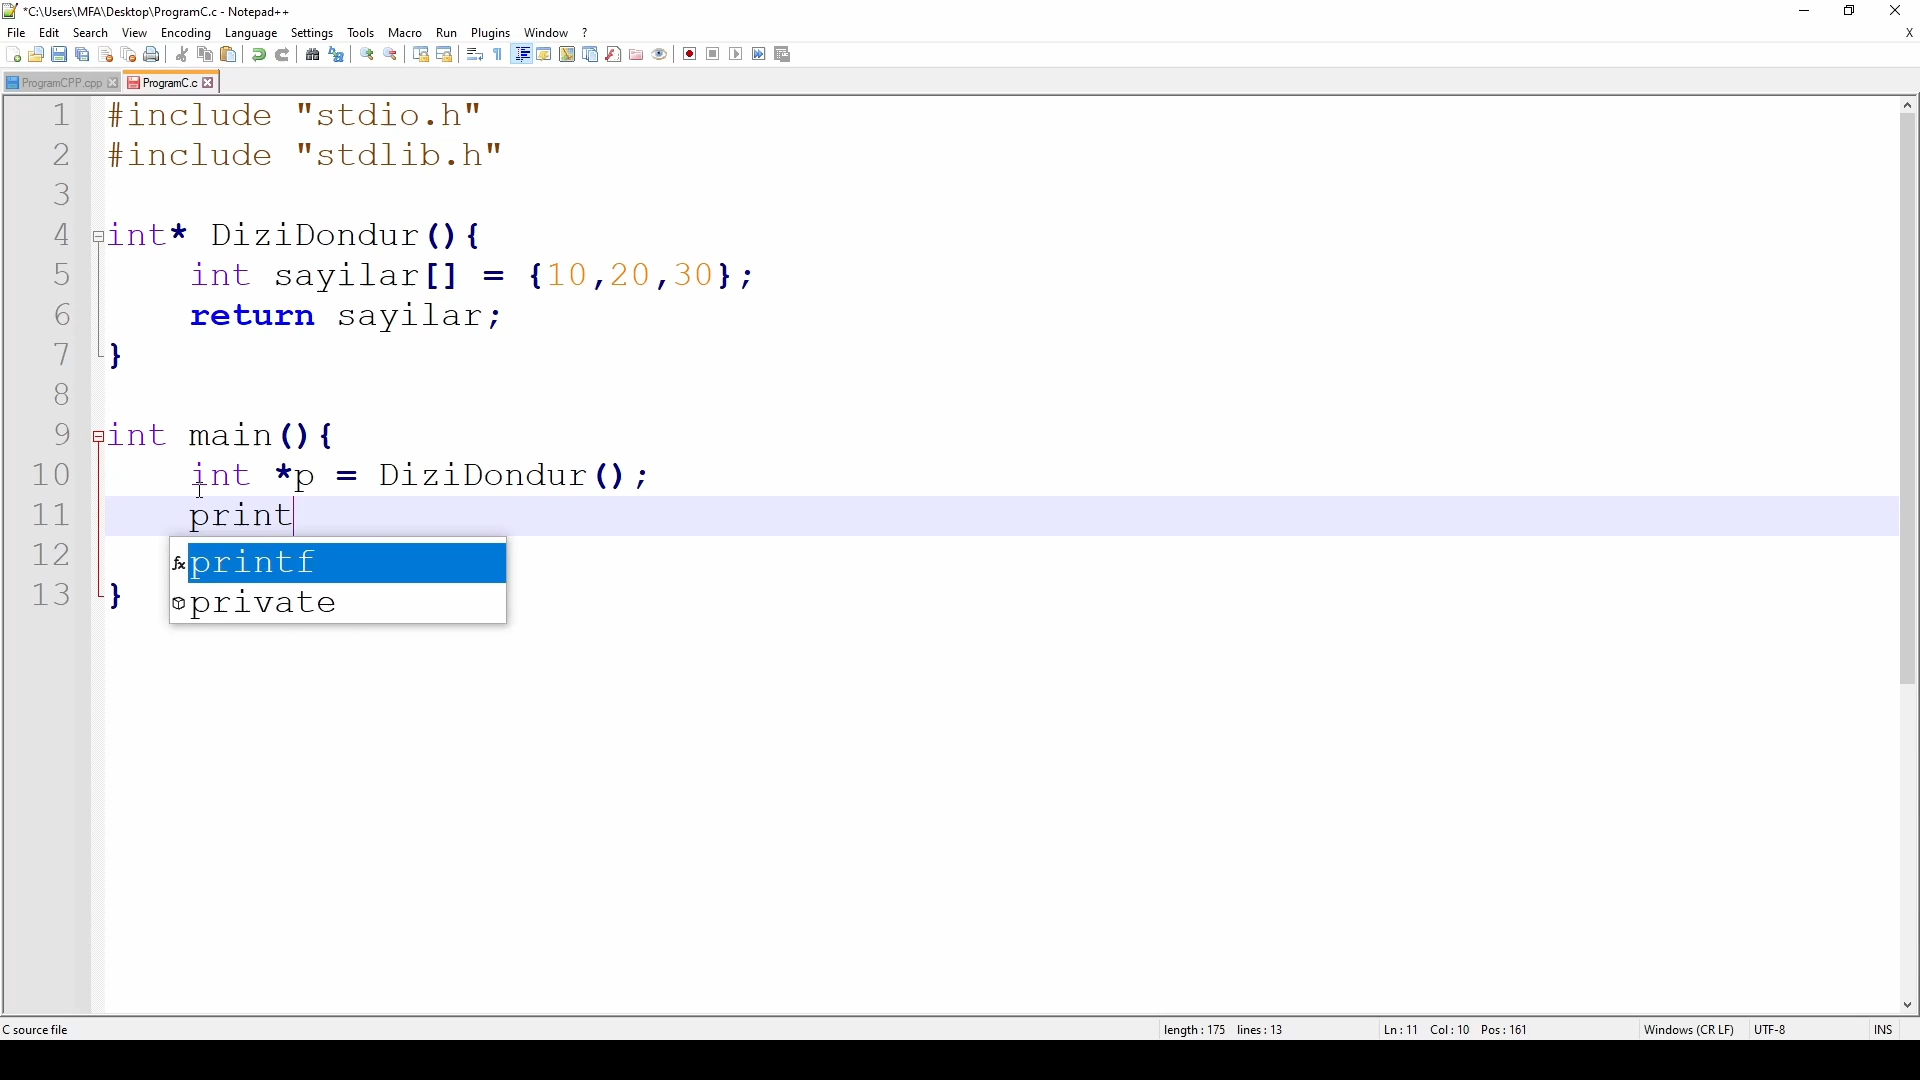 *C:\Users\MFA\Desktop\ProgramC.c - Notepad++
File Edit Search View Encoding Language Settings Tools Macro Run Plugins Window ? X
ProgramCPP.cpp ProgramC.c
1 #include "stdio.h"
2 #include "stdlib.h"
3
4 int* DiziDondur(){
5 int sayilar[] = {10,20,30};
6 return sayilar;
7 }
8
9 int main(){
10 int *p = DiziDondur();
11 print
12 printf
private
13 }
C source file length : 175 lines : 13 Ln : 11 Col : 10 Pos : 161 Windows (CR LF) UTF-8 INS